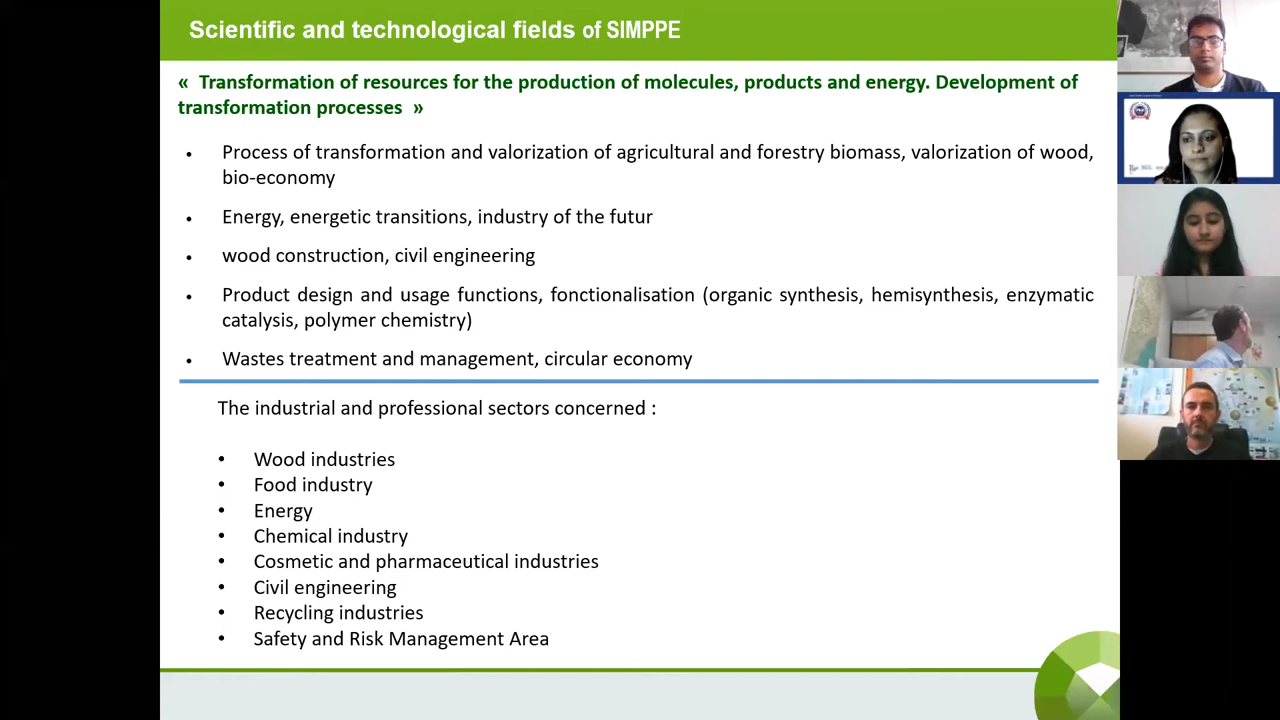 Scientific and technological fields of SIMPPE
« Transformation of resources for the production of molecules, products and energy. Development of
transformation processes »
• Process of transformation and valorization of agricultural and forestry biomass, valorization of wood,
bio-economy
• Energy, energetic transitions, industry of the futur
• wood construction, civil engineering
• Product design and usage functions, fonctionalisation (organic synthesis, hemisynthesis, enzymatic
catalysis, polymer chemistry)
• Wastes treatment and management, circular economy
The industrial and professional sectors concerned :
• Wood industries
• Food industry
• Energy
• Chemical industry
• Cosmetic and pharmaceutical industries
• Civil engineering
• Recycling industries
• Safety and Risk Management Area